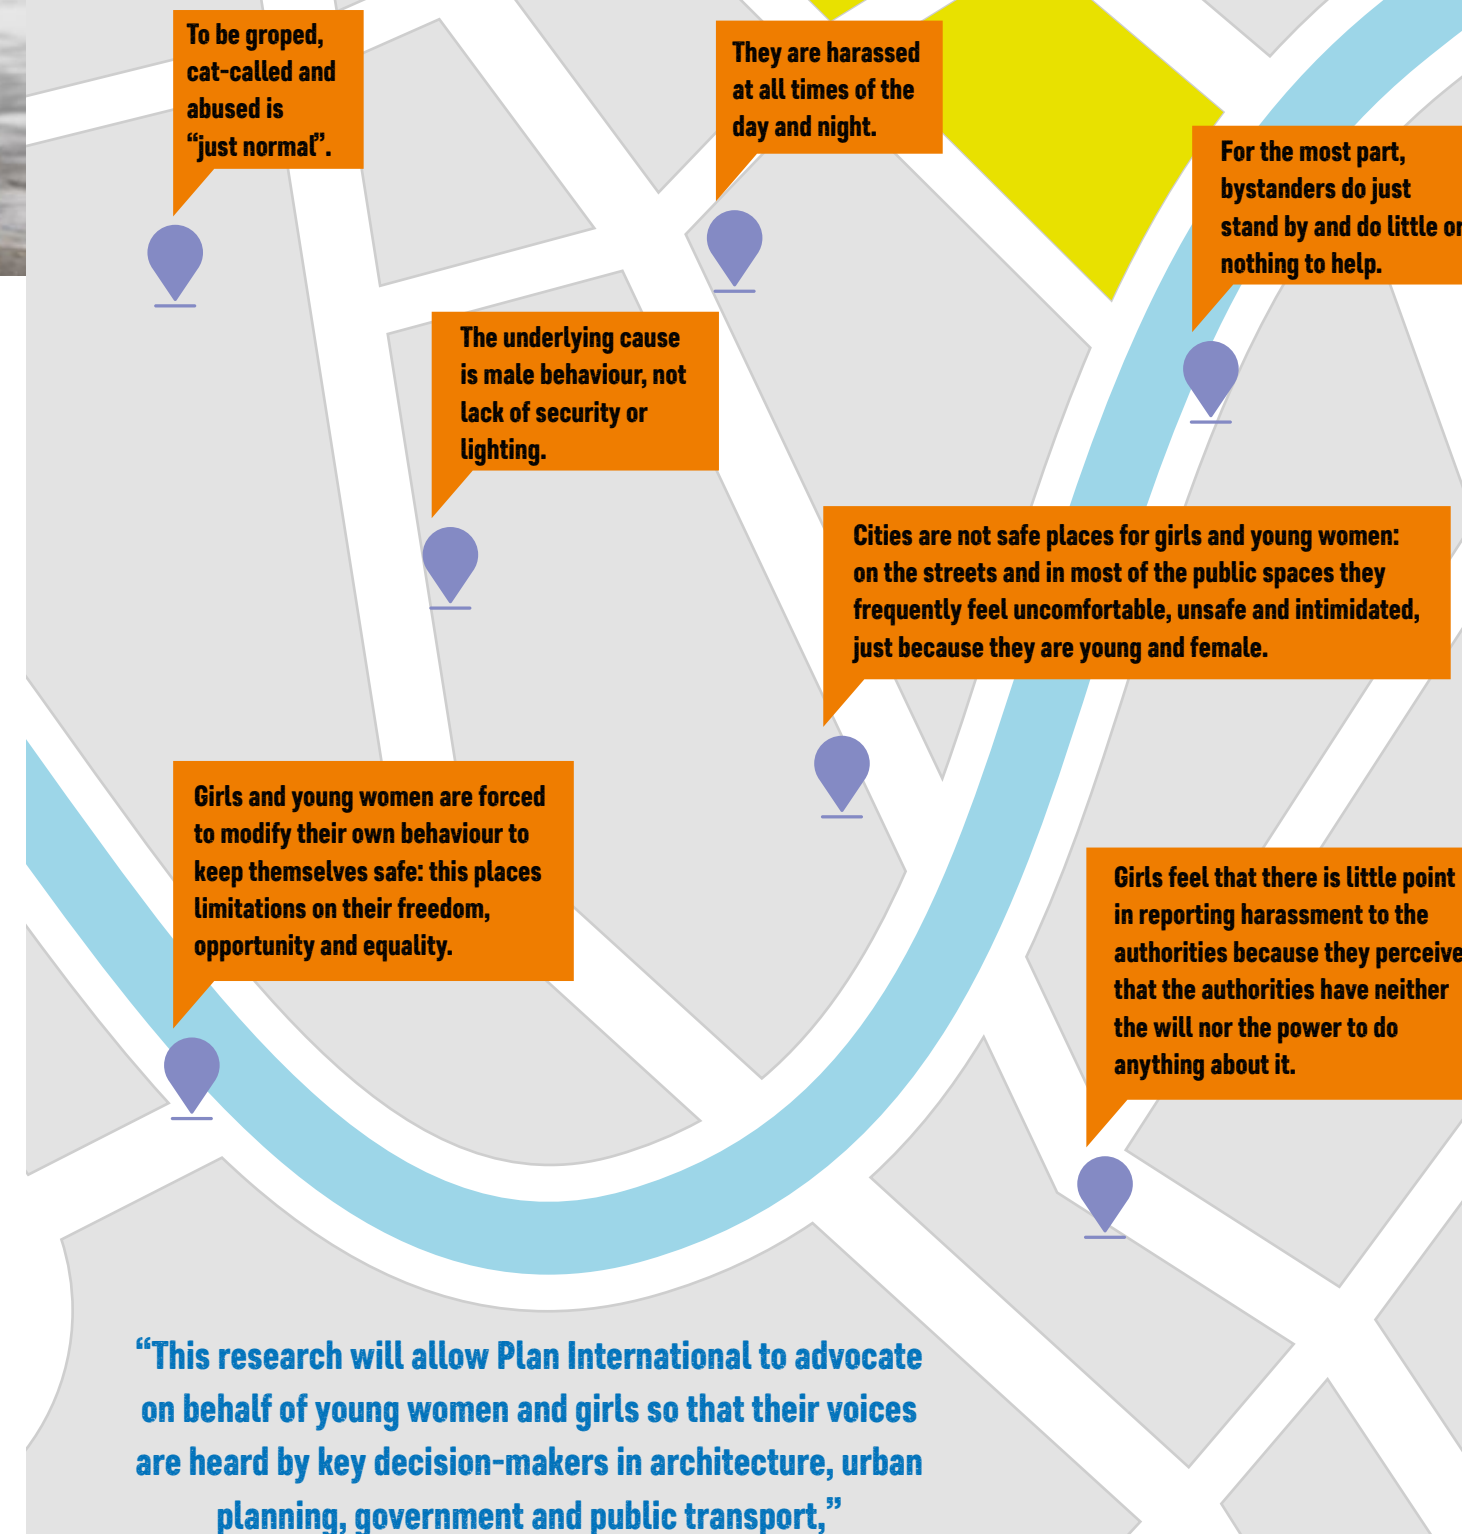 To be groped,
cat-called and
abused is
“just normal”.
They are harassed
at all times of the
day and night.
For the most part,
bystanders do just
stand by and do little or
nothing to help.
The underlying cause
is male behaviour, not
lack of security or
lighting.
Cities are not safe places for girls and young women:
on the streets and in most of the public spaces they
frequently feel uncomfortable, unsafe and intimidated,
just because they are young and female.
Girls and young women are forced
to modify their own behaviour to
keep themselves safe: this places
limitations on their freedom,
opportunity and equality.
Girls feel that there is little point
in reporting harassment to the
authorities because they perceive
that the authorities have neither
the will nor the power to do
anything about it.
“This research will allow Plan International to advocate
on behalf of young women and girls so that their voices
are heard by key decision-makers in architecture, urban
planning, government and public transport,”